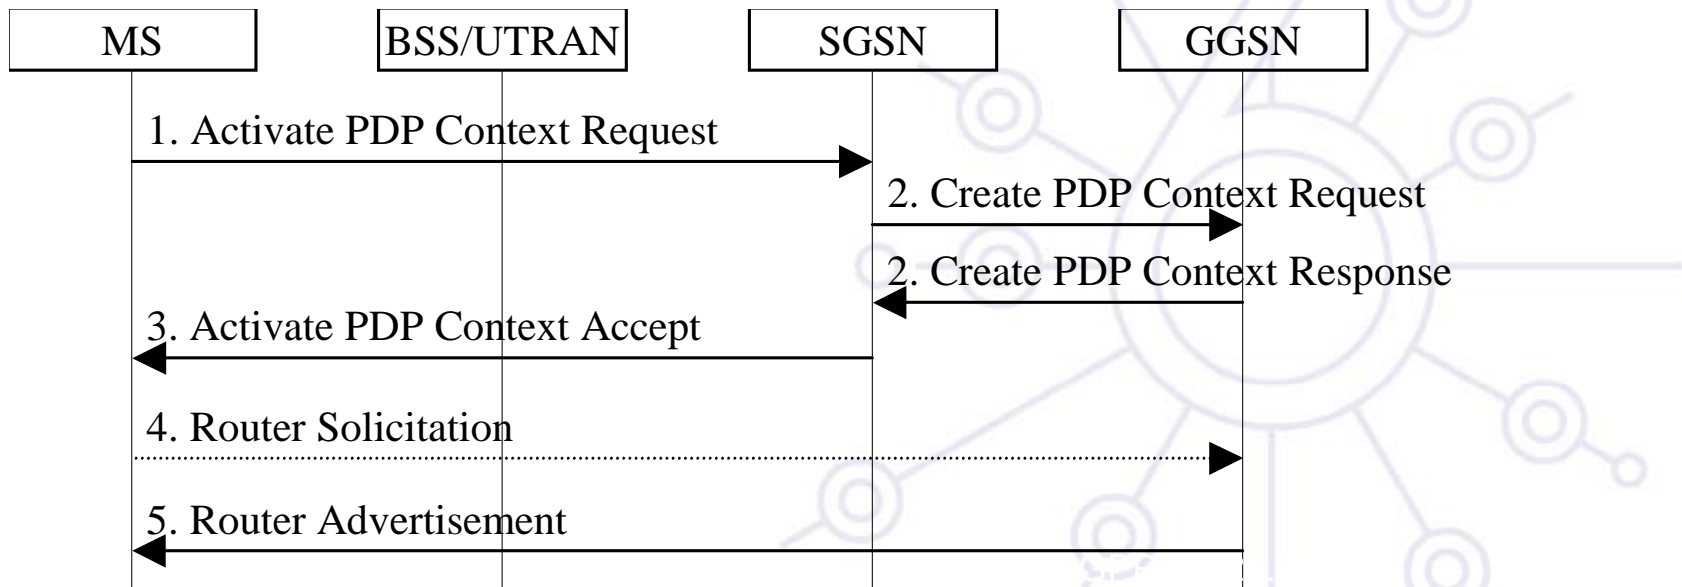 MS BSS/UTRAN SGSN GGSN
1. Activate PDP Context Request
2. Create PDP Context Request
2. Create PDP Context Response
3. Activate PDP Context Accept
4. Router Solicitation
5. Router Advertisement